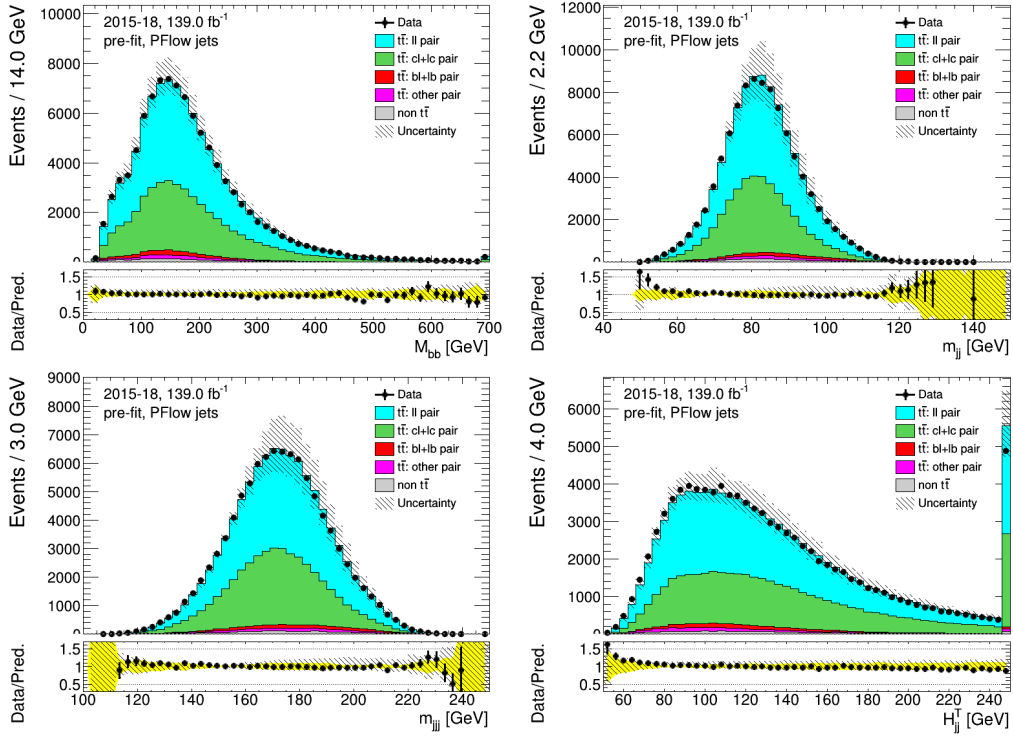 Events / 14.0 GeV
10000
8000
6000
4000
2000
0
2015-18, 139.0 fb⁻¹
pre-fit, PFlow jets
Data
tt̄: ll pair
tt̄: cl+lc pair
tt̄: bl+lb pair
tt̄: other pair
non tt̄
Uncertainty
Data/Pred.
1.5
1
0.5
0 100 200 300 400 500 600 700
M_bb [GeV]
Events / 2.2 GeV
12000
10000
8000
6000
4000
2000
0
2015-18, 139.0 fb⁻¹
pre-fit, PFlow jets
Data
tt̄: ll pair
tt̄: cl+lc pair
tt̄: bl+lb pair
tt̄: other pair
non tt̄
Uncertainty
Data/Pred.
1.5
1
0.5
40 60 80 100 120 140
m_jj [GeV]
Events / 3.0 GeV
9000
8000
7000
6000
5000
4000
3000
2000
1000
0
2015-18, 139.0 fb⁻¹
pre-fit, PFlow jets
Data
tt̄: ll pair
tt̄: cl+lc pair
tt̄: bl+lb pair
tt̄: other pair
non tt̄
Uncertainty
Data/Pred.
1.5
1
0.5
100 120 140 160 180 200 220 240
m_jjj [GeV]
Events / 4.0 GeV
6000
5000
4000
3000
2000
1000
0
2015-18, 139.0 fb⁻¹
pre-fit, PFlow jets
Data
tt̄: ll pair
tt̄: cl+lc pair
tt̄: bl+lb pair
tt̄: other pair
non tt̄
Uncertainty
Data/Pred.
1.5
1
0.5
60 80 100 120 140 160 180 200 220 240
H_jj^T [GeV]